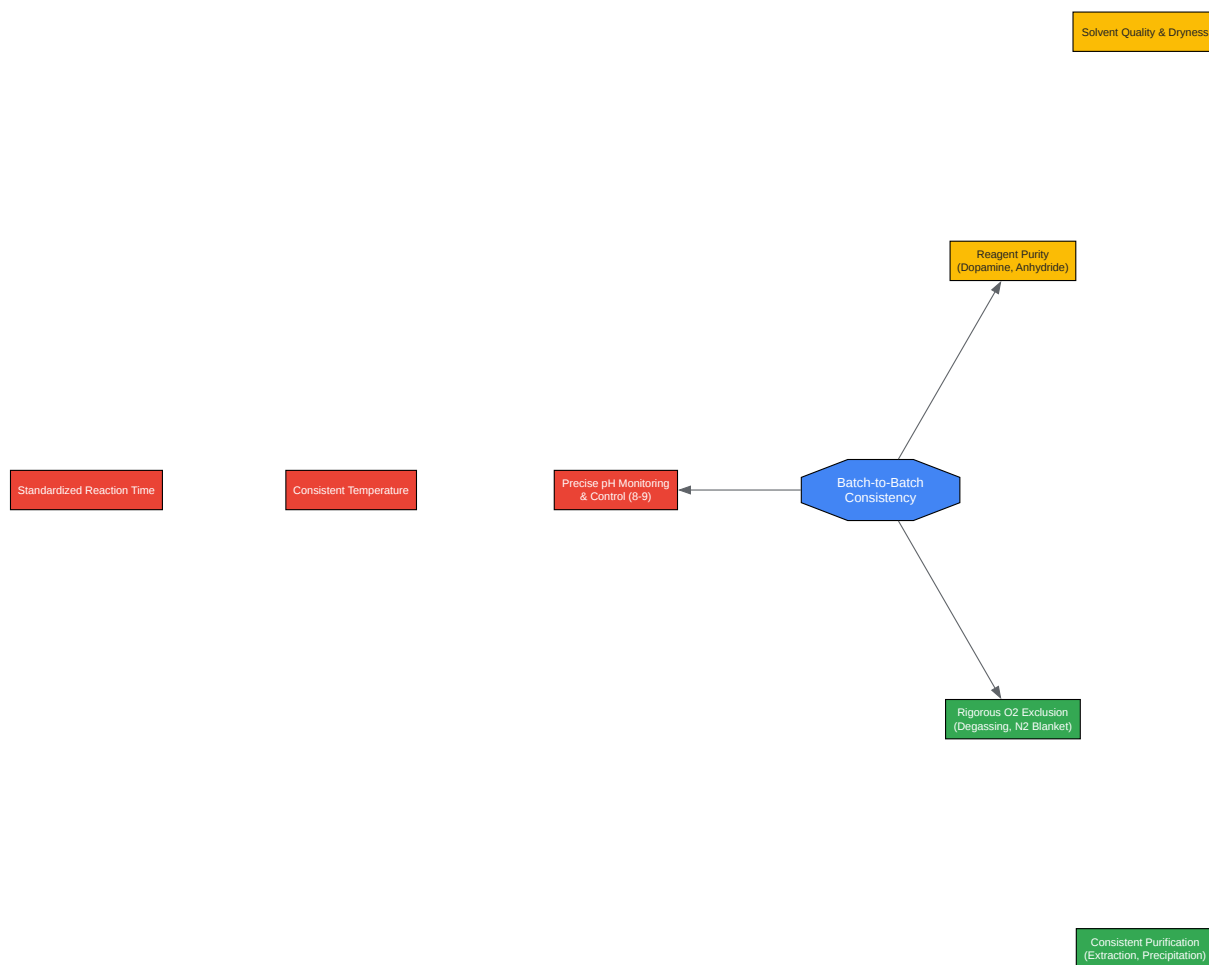 Solvent Quality & Dryness
Reagent Purity
(Dopamine, Anhydride)
Standardized Reaction Time
Consistent Temperature
Precise pH Monitoring
& Control (8-9)
Batch-to-Batch
Consistency
Rigorous O2 Exclusion
(Degassing, N2 Blanket)
Consistent Purification
(Extraction, Precipitation)